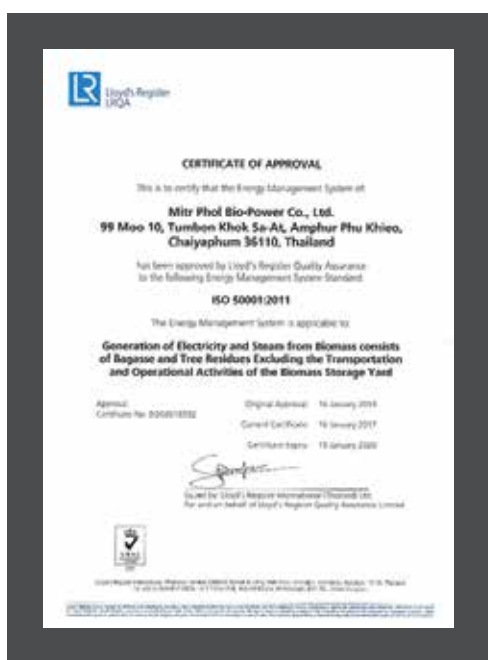 LR
Lloyd's Register
LRQA
CERTIFICATE OF APPROVAL
This is to certify that the Energy Management System of:
Mitr Phol Bio-Power Co., Ltd.
99 Moo 10, Tumbon Khok Sa-At, Amphur Phu Khieo,
Chaiyaphum 36110, Thailand
has been approved by Lloyd's Register Quality Assurance
to the following Energy Management System Standard:
ISO 50001:2011
The Energy Management System is applicable to:
Generation of Electricity and Steam from Biomass consists
of Bagasse and Tree Residues Excluding the Transportation
and Operational Activities of the Biomass Storage Yard
Approval
Certificate No:
Original Approval: 16 January
Current Certificate: 16 January 2017
Certificate Expiry: 15 January 2020
Issued by: Lloyd's Register International (Thailand) Ltd.
For and on behalf of Lloyd's Register Quality Assurance Limited
UKAS